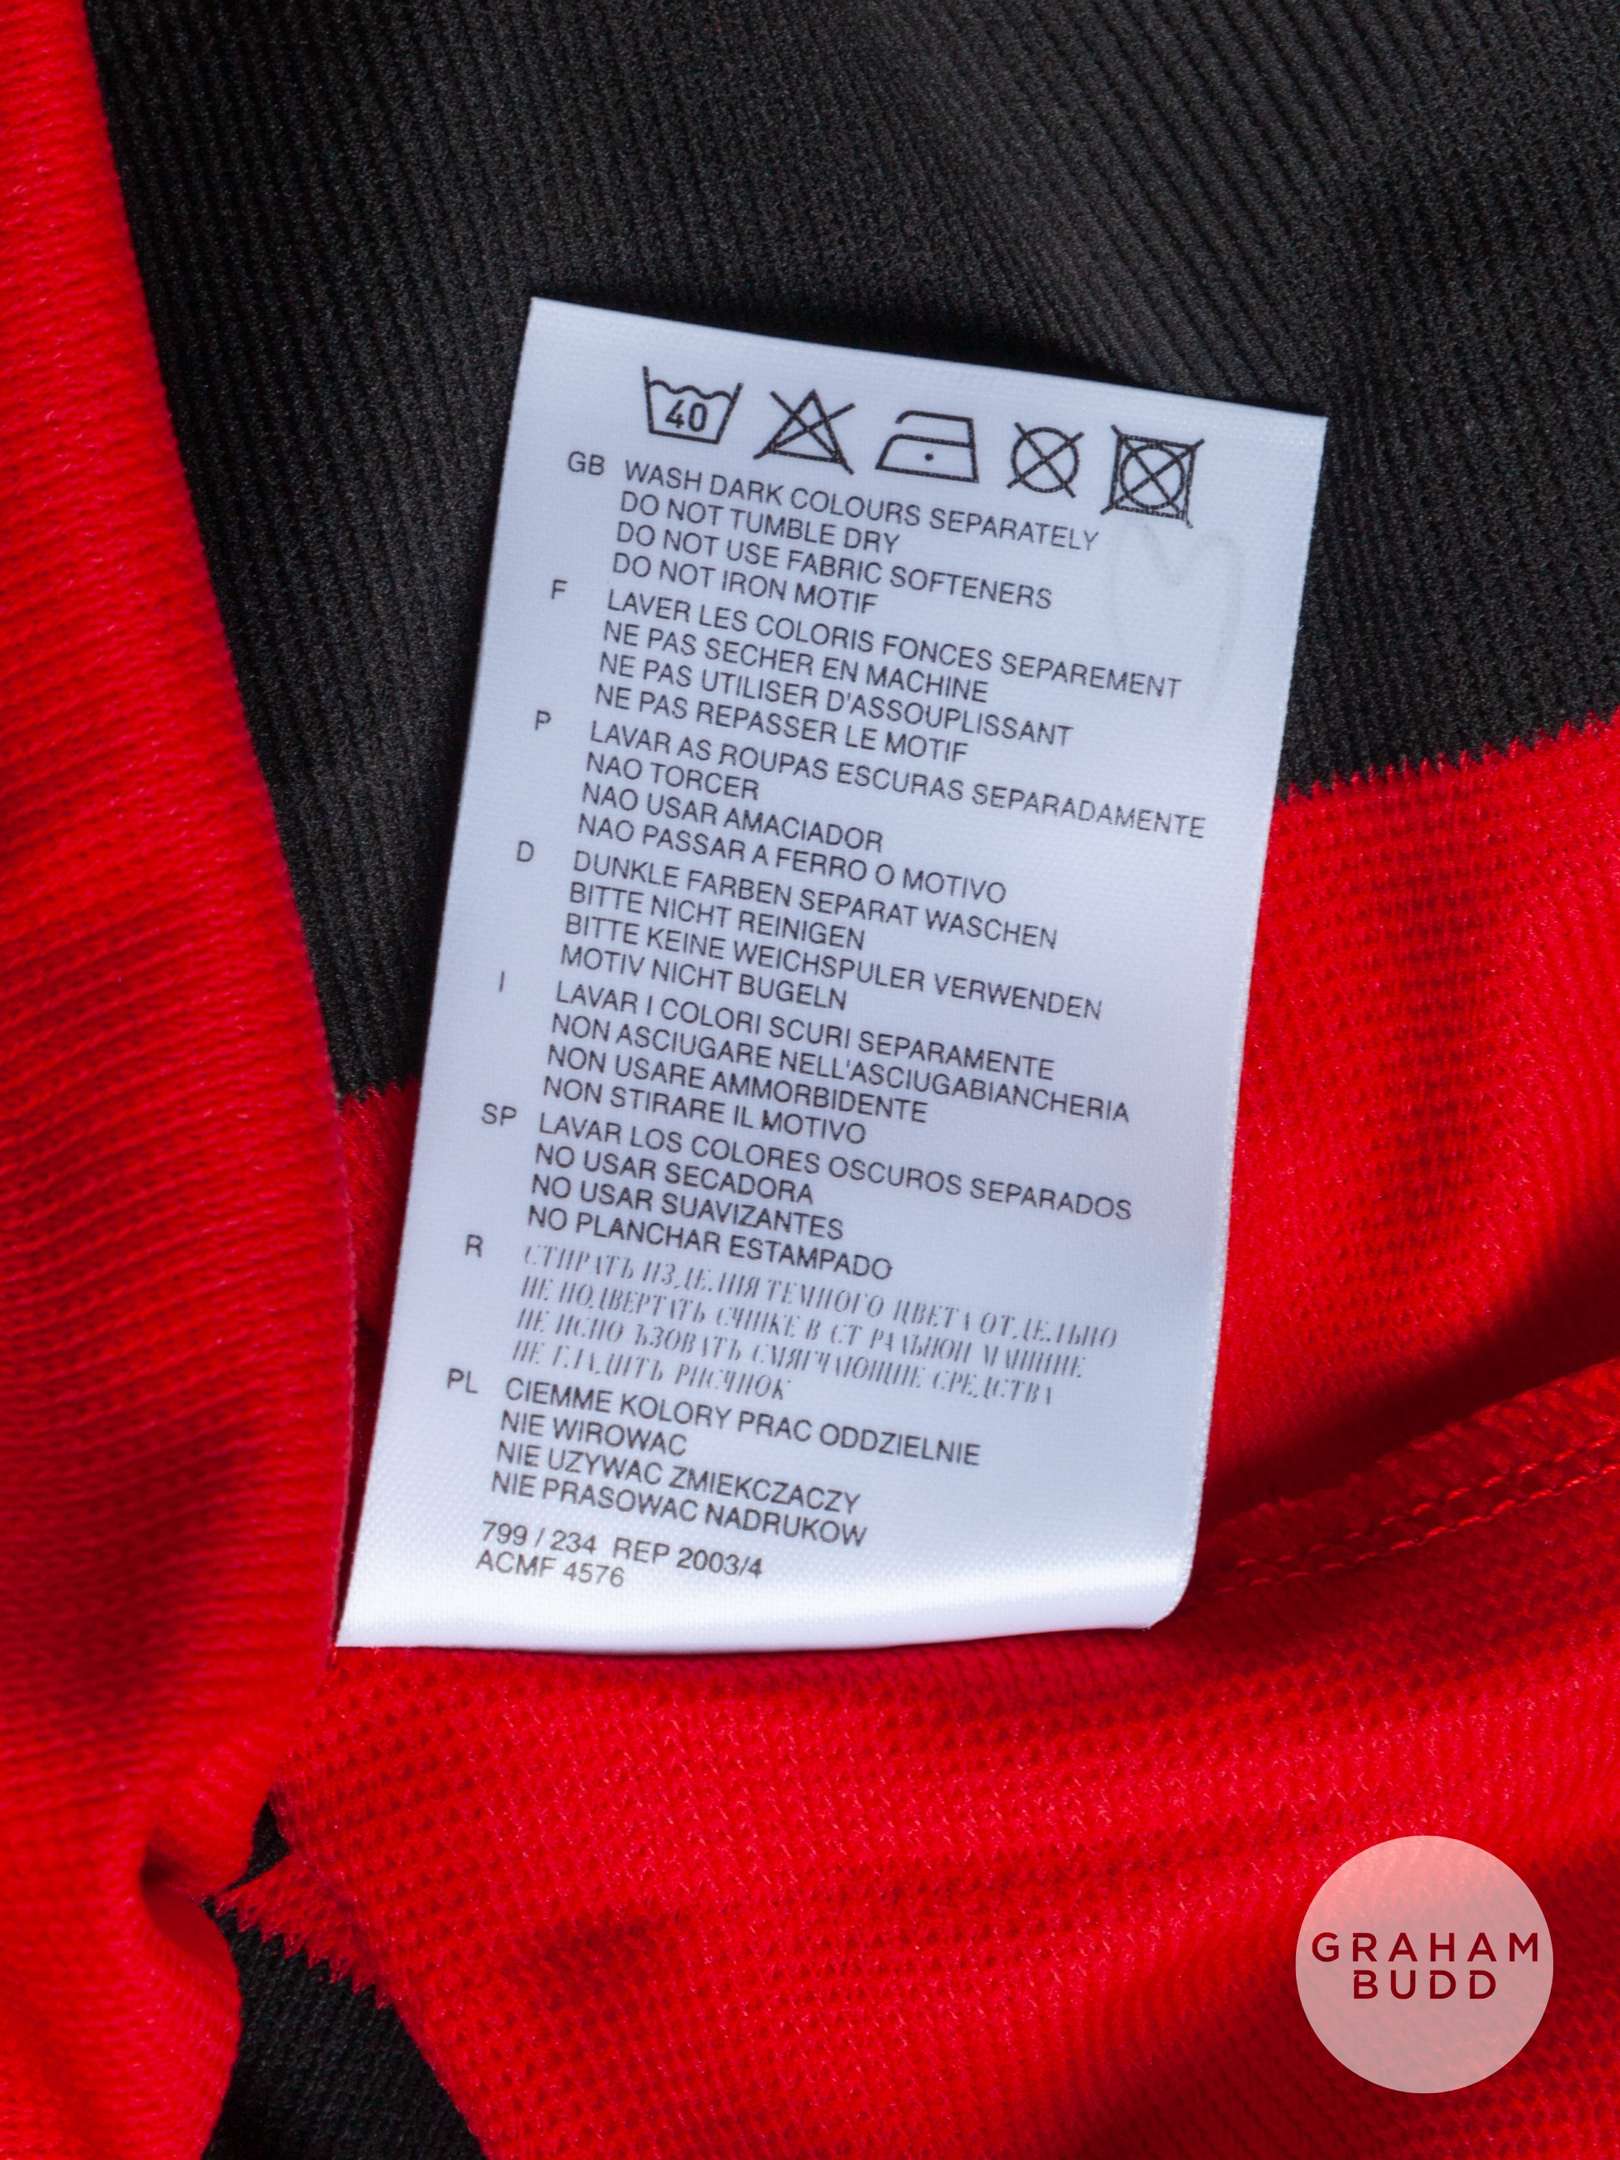 40
GB WASH DARK COLOURS SEPARATELY
DO NOT TUMBLE DRY
DO NOT USE FABRIC SOFTENERS
DO NOT IRON MOTIF
F LAVER LES COLORIS FONCES SEPAREMENT
NE PAS SECHER EN MACHINE
NE PAS UTILISER D'ASSOUPLISSANT
NE PAS REPASSER LE MOTIF
P LAVAR AS ROUPAS ESCURAS SEPARADAMENTE
NAO TORCER
NAO USAR AMACIADOR
NAO PASSAR A FERRO O MOTIVO
D DUNKLE FARBEN SEPARAT WASCHEN
BITTE NICHT REINIGEN
BITTE KEINE WEICHSPULER VERWENDEN
MOTIV NICHT BUGELN
I LAVAR I COLORI SCURI SEPARAMENTE
NON ASCIUGARE NELL'ASCIUGABIANCHERIA
NON USARE AMMORBIDENTE
NON STIRARE IL MOTIVO
SP LAVAR LOS COLORES OSCUROS SEPARADOS
NO USAR SECADORA
NO USAR SUAVIZANTES
NO PLANCHAR ESTAMPADO
R СТИРАТЬ ИЗДЕЛИЯ ТЕМНОГО ЦВЕТА ОТДЕЛЬНО
НЕ ПОДВЕРТАТЬ В МАШИНЕ
НЕ СМЯГЧАЮЩИЕ СРЕДСТВА
НЕ ГЛАДИТЬ
PL CIEMME KOLORY PRAC ODDZIELNIE
NIE WIROWAC
NIE UZYWAC ZMIEKCZACZY
NIE PRASOWAC NADRUKOW
799 / 234 REP 2003/4
ACMF 4576
GRAHAM
BUDD